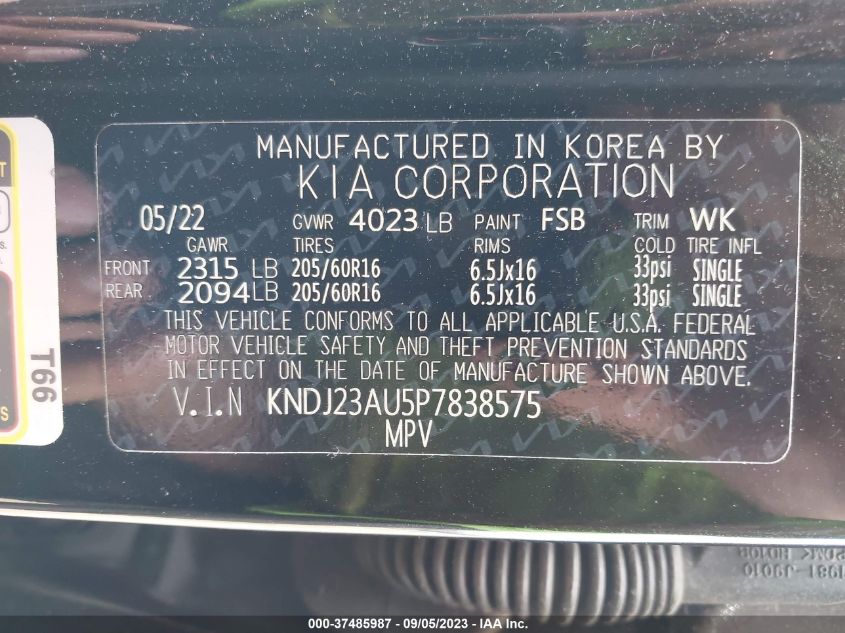 MANUFACTURED IN KOREA BY
KIA CORPORATION
05/22 GVWR 4023 LB PAINT FSB TRIM WK
GAWR TIRES RIMS COLD TIRE INFL
FRONT 2315 LB 205/60R16 6.5Jx16 33psi SINGLE
REAR 2094 LB 205/60R16 6.5Jx16 33psi SINGLE
THIS VEHICLE CONFORMS TO ALL APPLICABLE U.S.A. FEDERAL
MOTOR VEHICLE SAFETY AND THEFT PREVENTION STANDARDS
IN EFFECT ON THE DATE OF MANUFACTURE SHOWN ABOVE.
V.I.N KNDJ23AU5P7838575
MPV
T66
000-37485987 - 09/05/2023 - IAA Inc.